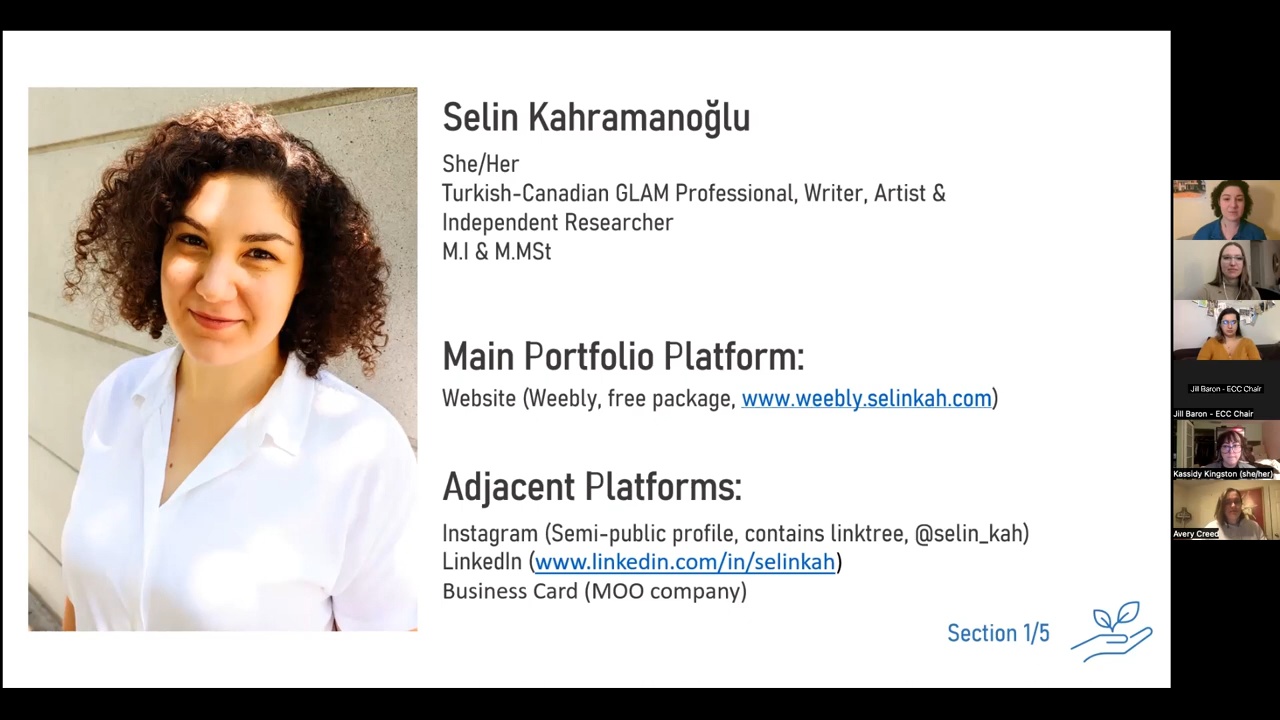 Selin Kahramanoğlu
She/Her
Turkish-Canadian GLAM Professional, Writer, Artist &
Independent Researcher
M.I & M.MSt
Main Portfolio Platform:
Website (Weebly, free package, www.weebly.selinkah.com)
Adjacent Platforms:
Instagram (Semi-public profile, contains linktree, @selin_kah)
LinkedIn (www.linkedin.com/in/selinkah)
Business Card (MOO company)
Section 1/5
Jill Baron - ECC Chair
Jill Baron - ECC Chair
Kassidy Kingston (she/her)
Avery Creed